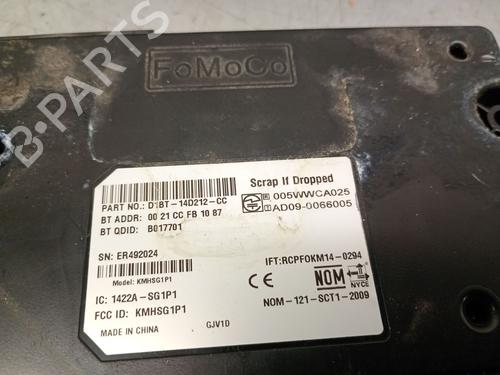 FoMoCo
Scrap If Dropped
PART NO.: D1BT-14D212-CC
BT ADDR: 00 21 CC FB 10 87
BT QDID: B017701
R 005WWCA025
T AD09-0066005
SN: ER492024
Model: KMHSG1P1
IC: 1422A-SG1P1
FCC ID: KMHSG1P1
MADE IN CHINA
GJV1D
IFT:RCPFOKM14-0294
CE
NOM
NYCE
NOM-121-SCT1-2009
B-PARTS